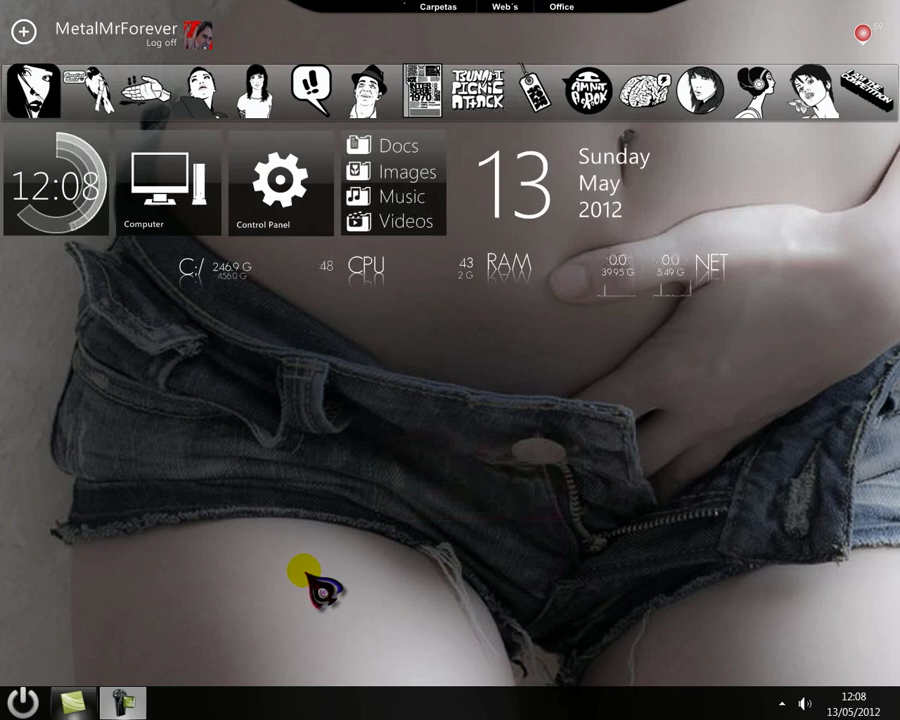 Carpetas Web´s Office
MetalMrForever
Log off
59
!!
TSUNAMI
PICNIC
ATTACK
12:08
Computer
Control Panel
Docs
Images
Music
Videos
13
Sunday
May
2012
C:/ 246.9 G
456.0 G
48 CPU
43 RAM
2 G
0.0 0.0 NET
39.95 G 5.49 G
12:08
13/05/2012